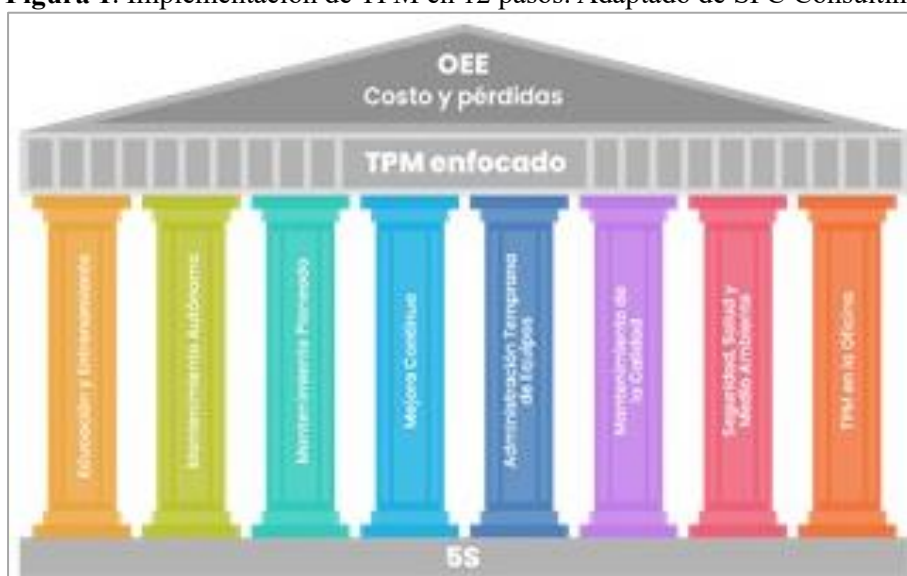 Figura 1. Implementación de TPM en 12 pasos. Adaptado de SPC Consultin
OEE
Costo y pérdidas
TPM enfocado
Educación y Entrenamiento
Mantenimiento Autónomo
Mantenimiento Planeado
Mejora Continua
Administración Temprana
de Equipos
Mantenimiento de
la Calidad
Seguridad, Salud y
Medio Ambiente
TPM en la Oficina
5S